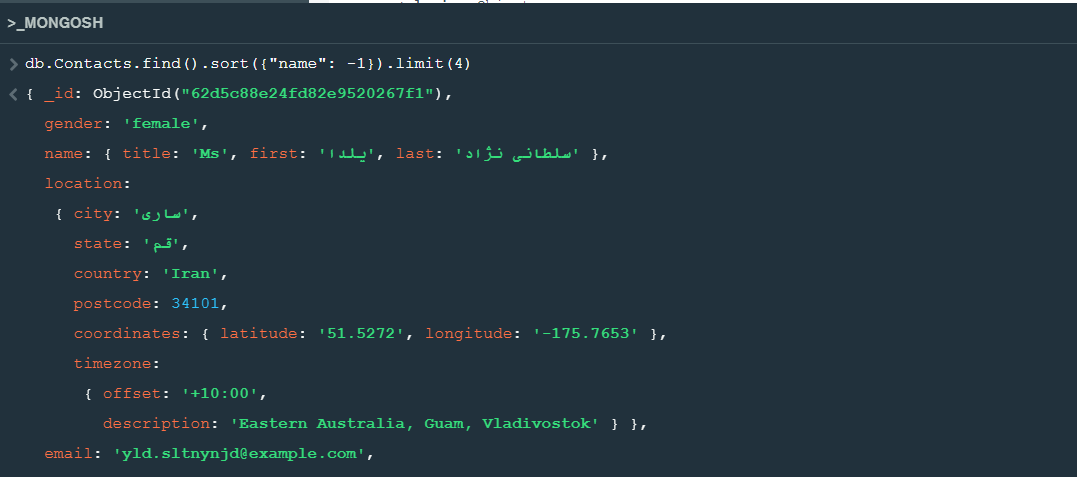 >_MONGOSH
> db.Contacts.find().sort({"name": -1}).limit(4)
< { _id: ObjectId("62d5c88e24fd82e9520267f1"),
gender: 'female',
name: { title: 'Ms', first: 'یلدا', last: 'سلطانی نژاد' },
location:
{ city: 'ساری',
state: 'قم',
country: 'Iran',
postcode: 34101,
coordinates: { latitude: '51.5272', longitude: '-175.7653' },
timezone:
{ offset: '+10:00',
description: 'Eastern Australia, Guam, Vladivostok' } },
email: 'yld.sltnynjd@example.com',